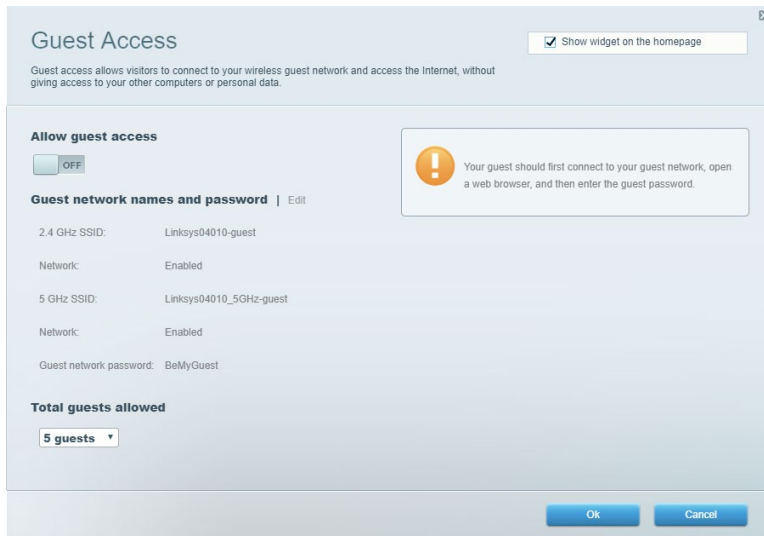 Guest Access
Show widget on the homepage
Guest access allows visitors to connect to your wireless guest network and access the Internet, without
giving access to your other computers or personal data.
Allow guest access
OFF
Your guest should first connect to your guest network, open
a web browser, and then enter the guest password.
Guest network names and password | Edit
2.4 GHz SSID: Linksys04010-guest
Network: Enabled
5 GHz SSID: Linksys04010_5GHz-guest
Network: Enabled
Guest network password: BeMyGuest
Total guests allowed
5 guests
Ok Cancel